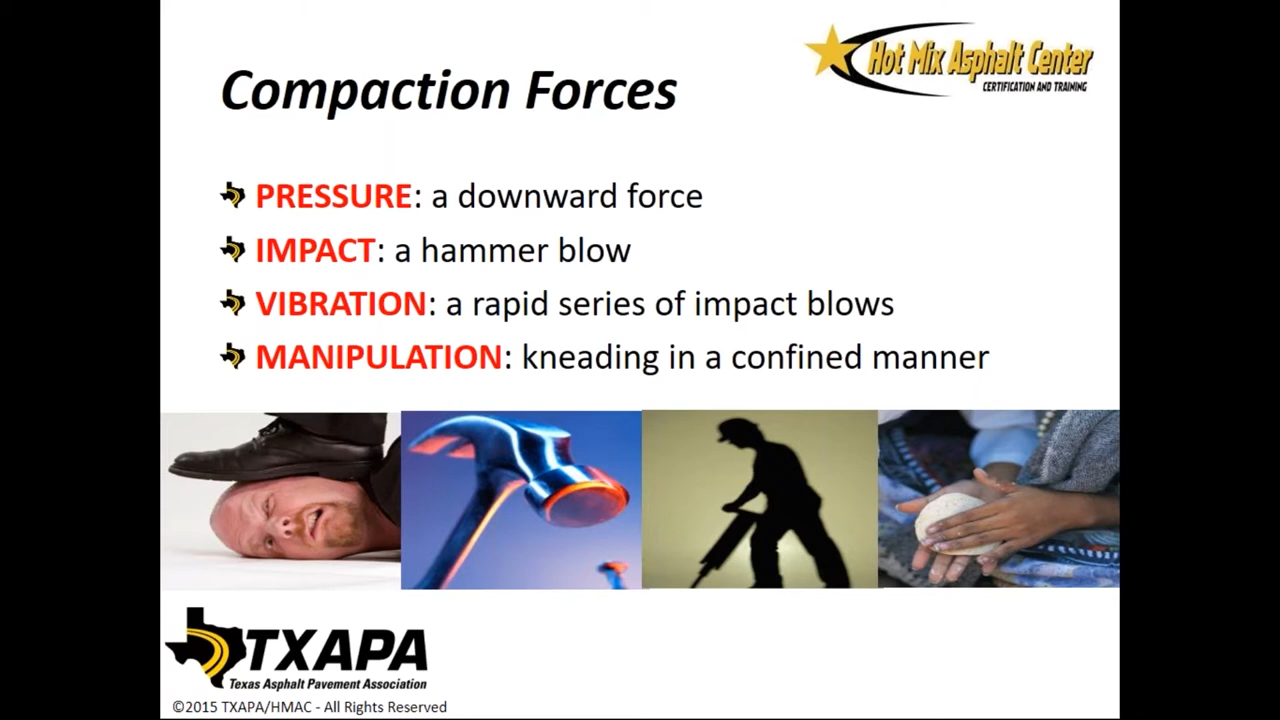 Hot Mix Asphalt Center
CERTIFICATION AND TRAINING
Compaction Forces
PRESSURE: a downward force
IMPACT: a hammer blow
VIBRATION: a rapid series of impact blows
MANIPULATION: kneading in a confined manner
TXAPA
Texas Asphalt Pavement Association
©2015 TXAPA/HMAC - All Rights Reserved